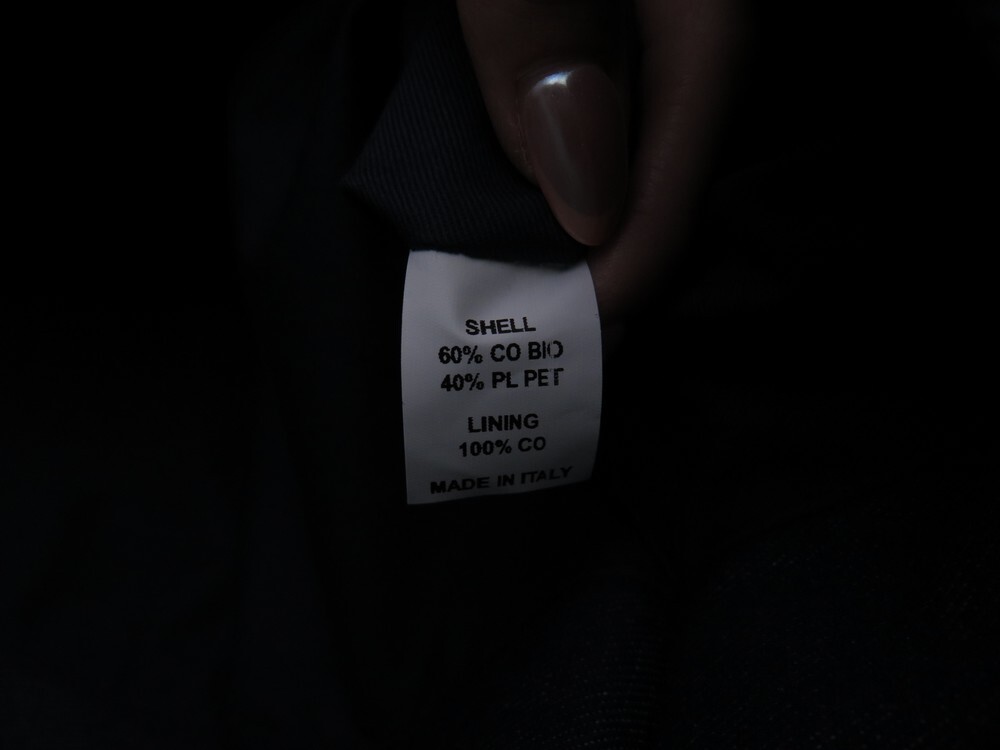 SHELL
60% CO BIO
40% PL PET
LINING
100% CO
MADE IN ITALY